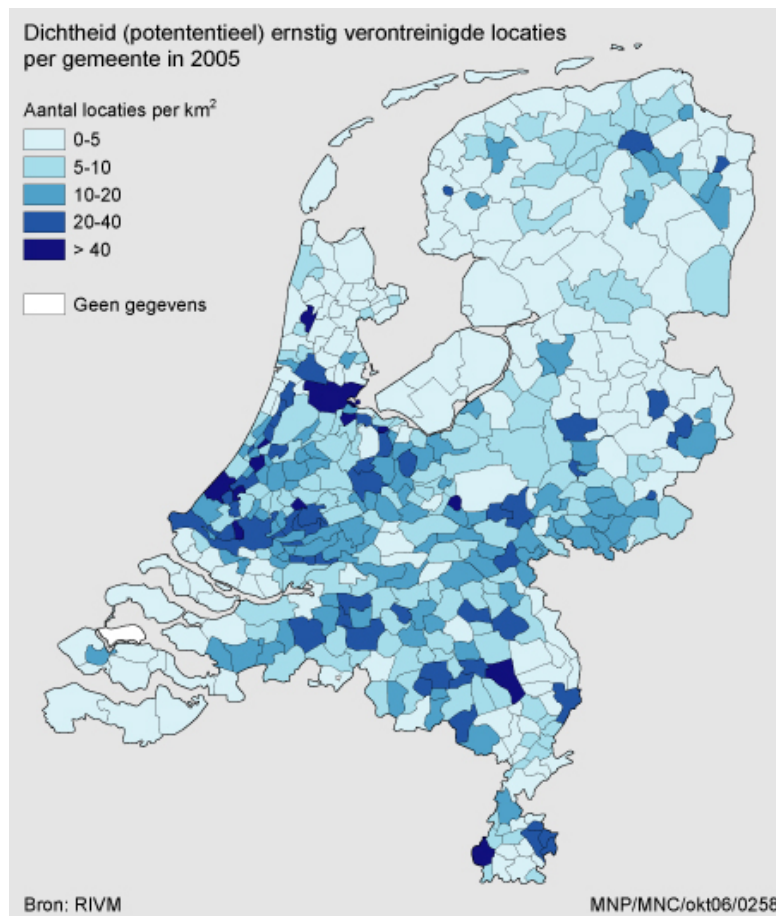 Dichtheid (potententieel) ernstig verontreinigde locaties
per gemeente in 2005
Aantal locaties per km²
0-5
5-10
10-20
20-40
> 40
Geen gegevens
Bron: RIVM
MNP/MNC/okt06/0258